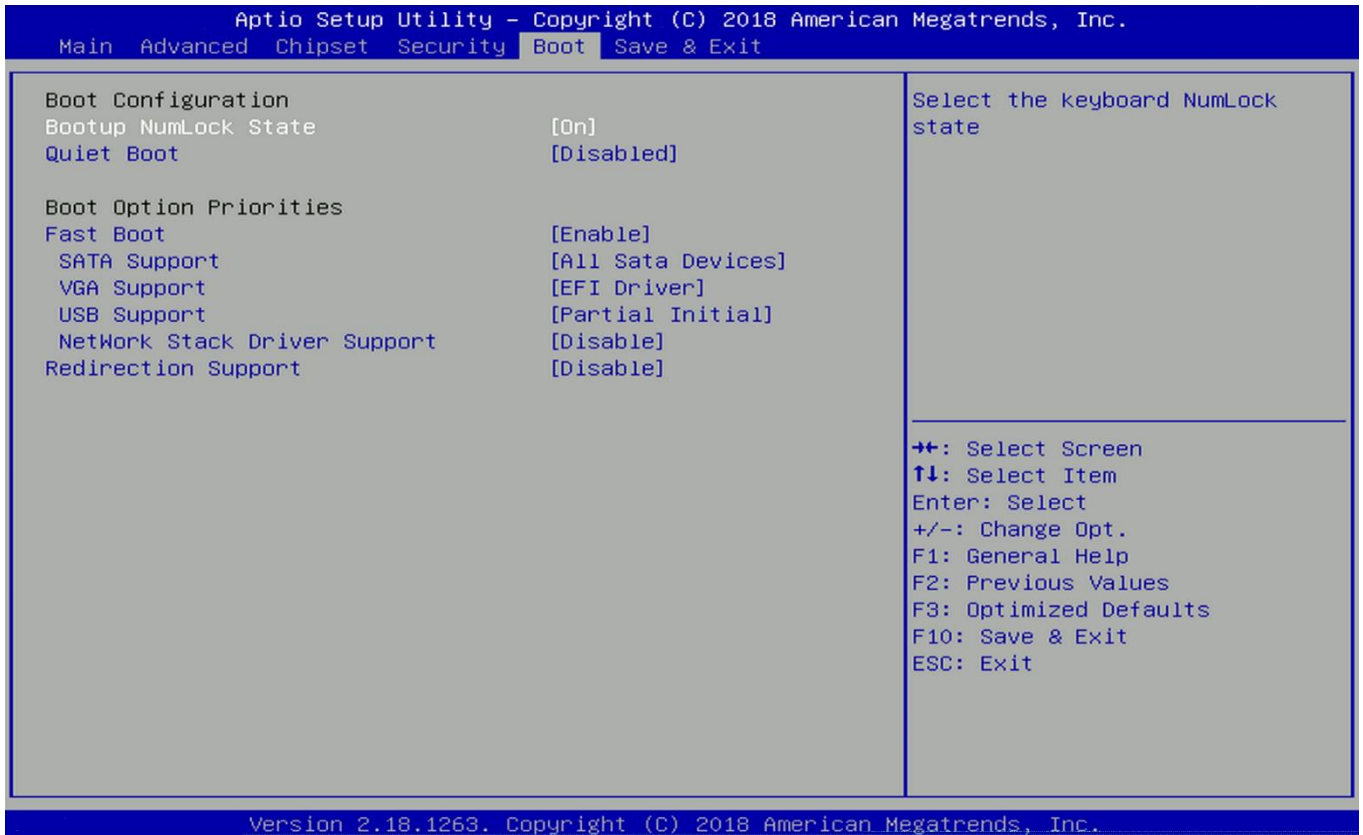 Aptio Setup Utility – Copyright (C) 2018 American Megatrends, Inc.
Main Advanced Chipset Security Boot Save & Exit
Boot Configuration
Bootup NumLock State [On]
Quiet Boot [Disabled]
Boot Option Priorities
Fast Boot [Enable]
SATA Support [All Sata Devices]
VGA Support [EFI Driver]
USB Support [Partial Initial]
NetWork Stack Driver Support [Disable]
Redirection Support [Disable]
Select the keyboard NumLock
state
→←: Select Screen
↑↓: Select Item
Enter: Select
+/-: Change Opt.
F1: General Help
F2: Previous Values
F3: Optimized Defaults
F10: Save & Exit
ESC: Exit
Version 2.18.1263. Copyright (C) 2018 American Megatrends, Inc.